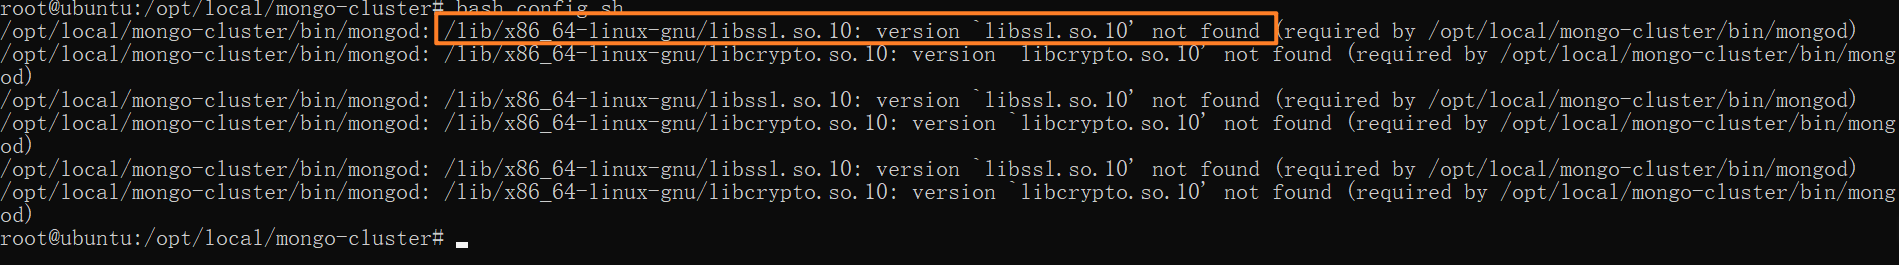 root@ubuntu:/opt/local/mongo-cluster# bash config.sh
/opt/local/mongo-cluster/bin/mongod: /lib/x86_64-linux-gnu/libssl.so.10: version `libssl.so.10' not found (required by /opt/local/mongo-cluster/bin/mongod)
/opt/local/mongo-cluster/bin/mongod: /lib/x86_64-linux-gnu/libcrypto.so.10: version `libcrypto.so.10' not found (required by /opt/local/mongo-cluster/bin/mong
od)
/opt/local/mongo-cluster/bin/mongod: /lib/x86_64-linux-gnu/libssl.so.10: version `libssl.so.10' not found (required by /opt/local/mongo-cluster/bin/mongod)
/opt/local/mongo-cluster/bin/mongod: /lib/x86_64-linux-gnu/libcrypto.so.10: version `libcrypto.so.10' not found (required by /opt/local/mongo-cluster/bin/mong
od)
/opt/local/mongo-cluster/bin/mongod: /lib/x86_64-linux-gnu/libssl.so.10: version `libssl.so.10' not found (required by /opt/local/mongo-cluster/bin/mongod)
/opt/local/mongo-cluster/bin/mongod: /lib/x86_64-linux-gnu/libcrypto.so.10: version `libcrypto.so.10' not found (required by /opt/local/mongo-cluster/bin/mong
od)
root@ubuntu:/opt/local/mongo-cluster#